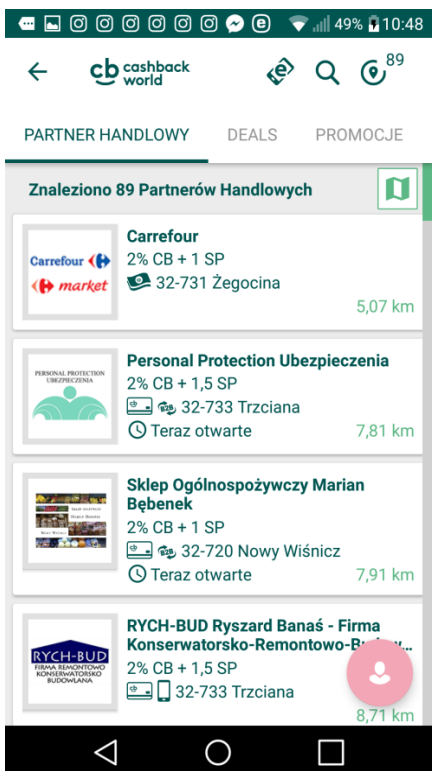 49% 10:48
cb cashback world
89
PARTNER HANDLOWY DEALS PROMOCJE
Znaleziono 89 Partnerów Handlowych
Carrefour
market
Carrefour
2% CB + 1 SP
32-731 Żegocina
5,07 km
PERSONAL PROTECTION
UBEZPIECZENIA
Personal Protection Ubezpieczenia
2% CB + 1,5 SP
B2B 32-733 Trzciana
Teraz otwarte 7,81 km
Sklep Ogólnospożywczy Marian
Bębenek
2% CB + 1 SP
B2B 32-720 Nowy Wiśnicz
Teraz otwarte 7,91 km
RYCH-BUD
FIRMA REMONTOWO
KONSERWATORSKO
BUDOWLANA
RYCH-BUD Ryszard Banaś - Firma
Konserwatorsko-Remontowo-B
2% CB + 1,5 SP
32-733 Trzciana
8,71 km